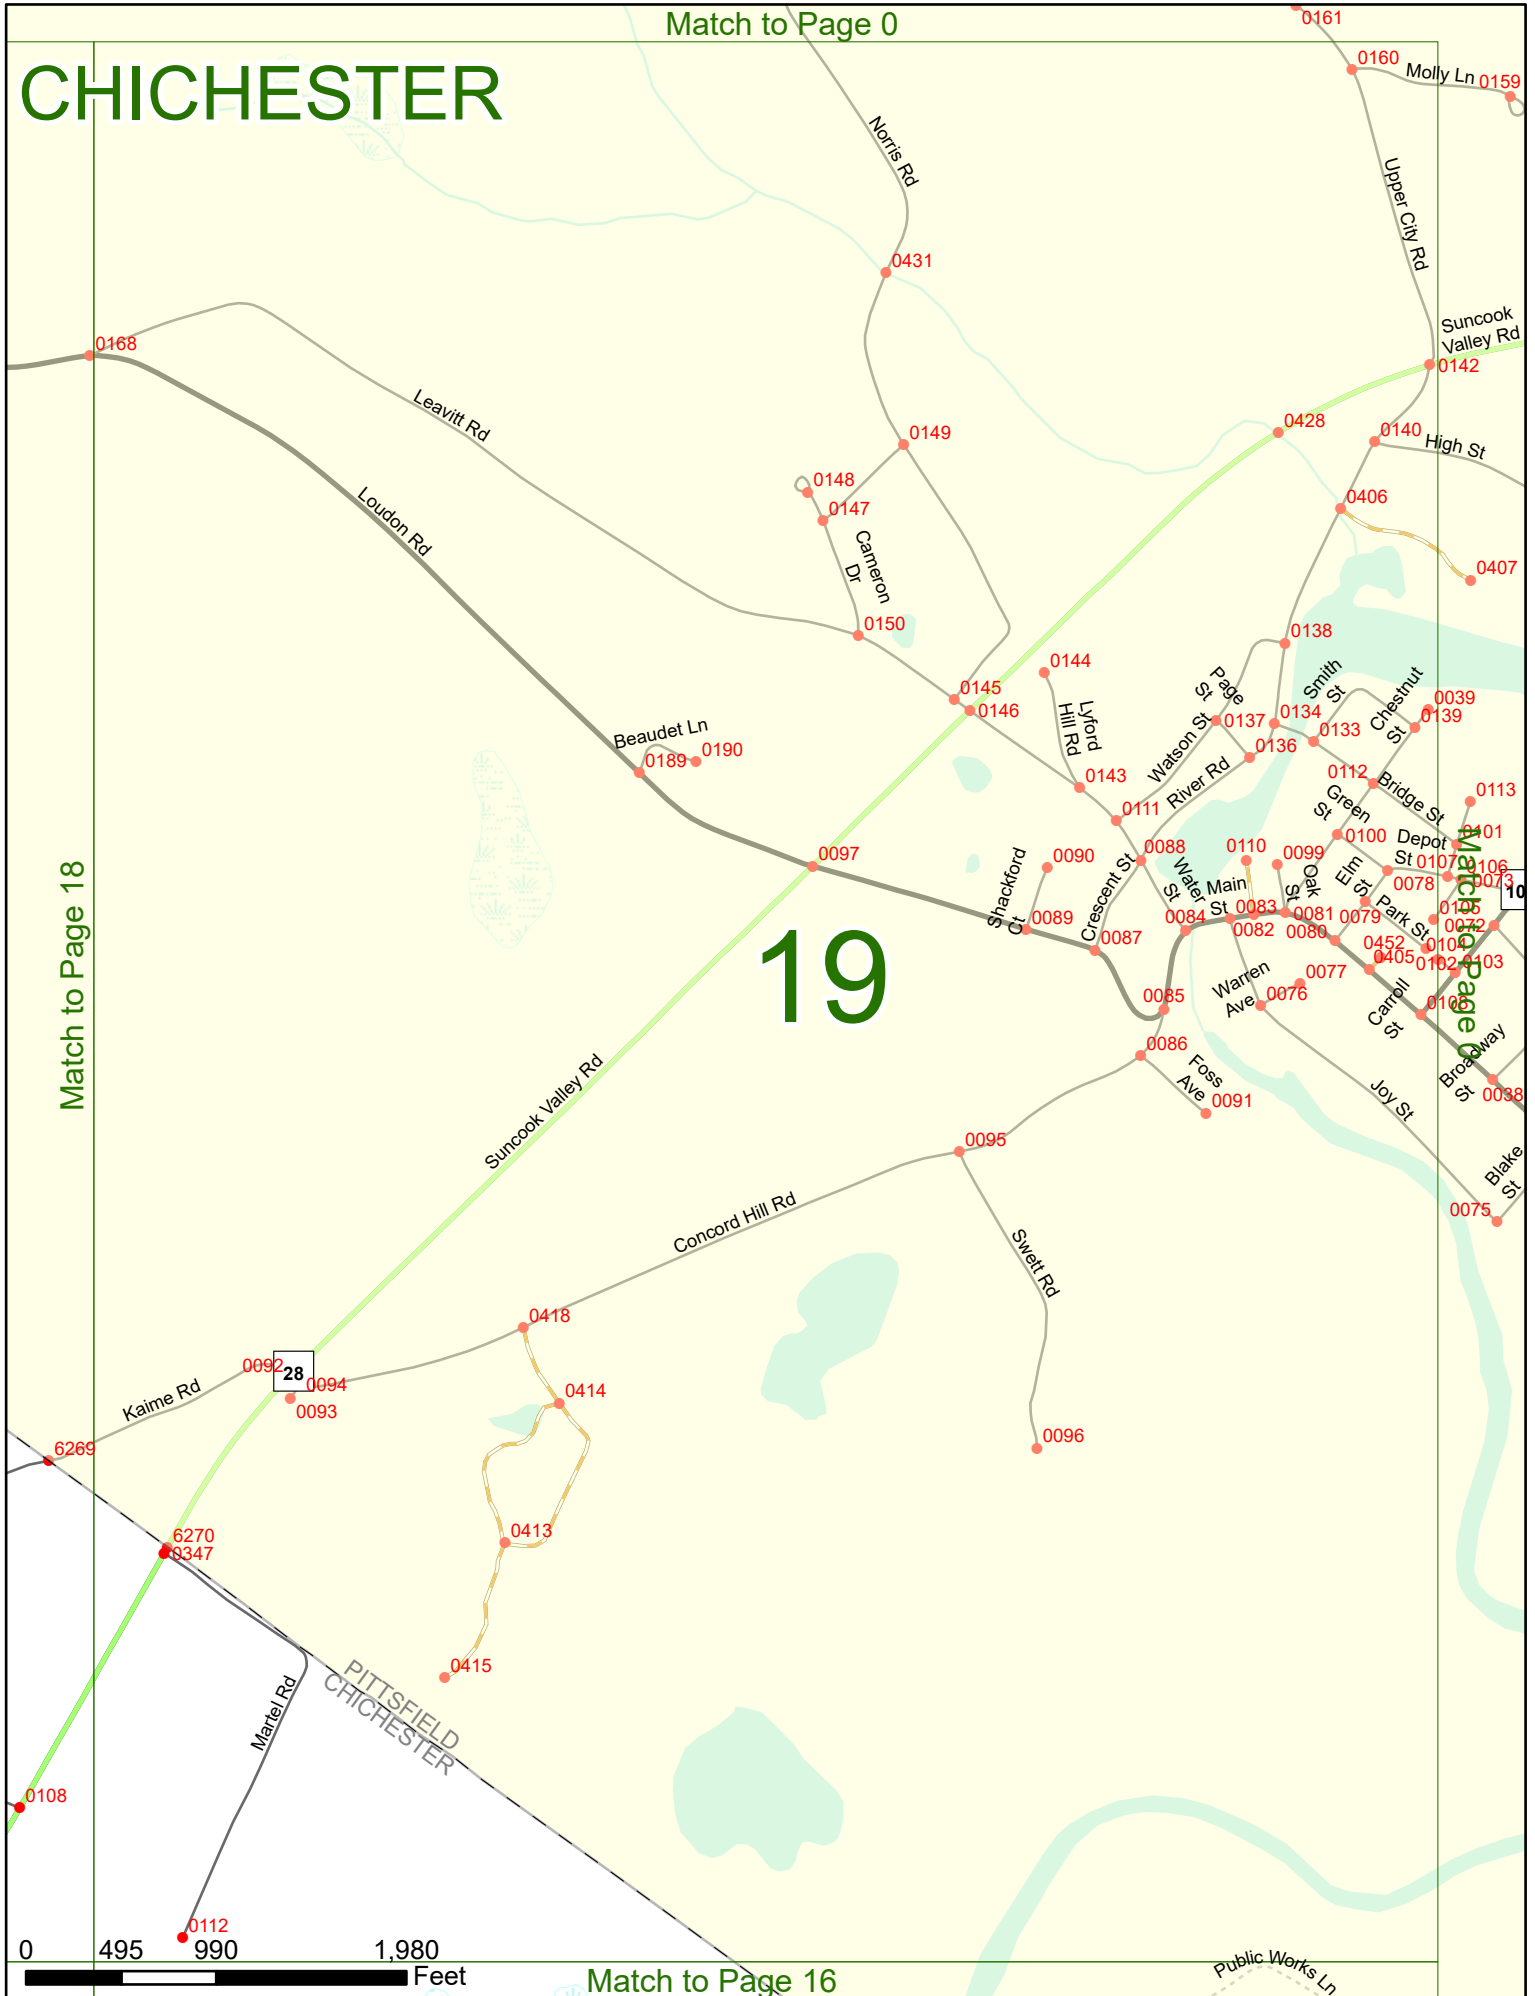 Match to Page 0
CHICHESTER
0161
0160
Molly Ln
0159
Norris Rd
Upper City Rd
0431
Suncook
Valley Rd
0168
0142
Leavitt Rd
0428
0149
0140
High St
Loudon Rd
0148
0147
0406
Cameron
Dr
0407
0150
0138
0144
Page
St
Smith
St
Chestnut
St
0145
0146
Lyford
Hill Rd
Watson St
0137
0134
0133
0039
0139
Beaudet Ln
0189
0190
0136
0143
River Rd
0112
Bridge St
0111
Green
St
0113
0100
Depot
St
0101
0097
Shackford
Ct
0090
Crescent St
0088
0110
0099
Elm
St
0107
0106
0073
0078
Water
St
Main
St
Oak
St
10
0089
0084
0083
0081
0079
Park St
0105
0072
0082
0080
0087
0452
0104
0405
0102
0103
Match to Page 18
19
Match to Page 0
0077
Warren
Ave
0076
0085
Carroll
St
0108
0086
Foss
Ave
0091
Broadway
St
0038
Suncook Valley Rd
Joy St
0095
Blake
St
Concord Hill Rd
0075
Swett Rd
0418
0092
28
0094
0093
Kaime Rd
0414
0096
6269
0413
6270
0347
0415
PITTSFIELD
CHICHESTER
Martel Rd
0108
0112
0 495 990 1,980
Feet
Match to Page 16
Public Works Ln